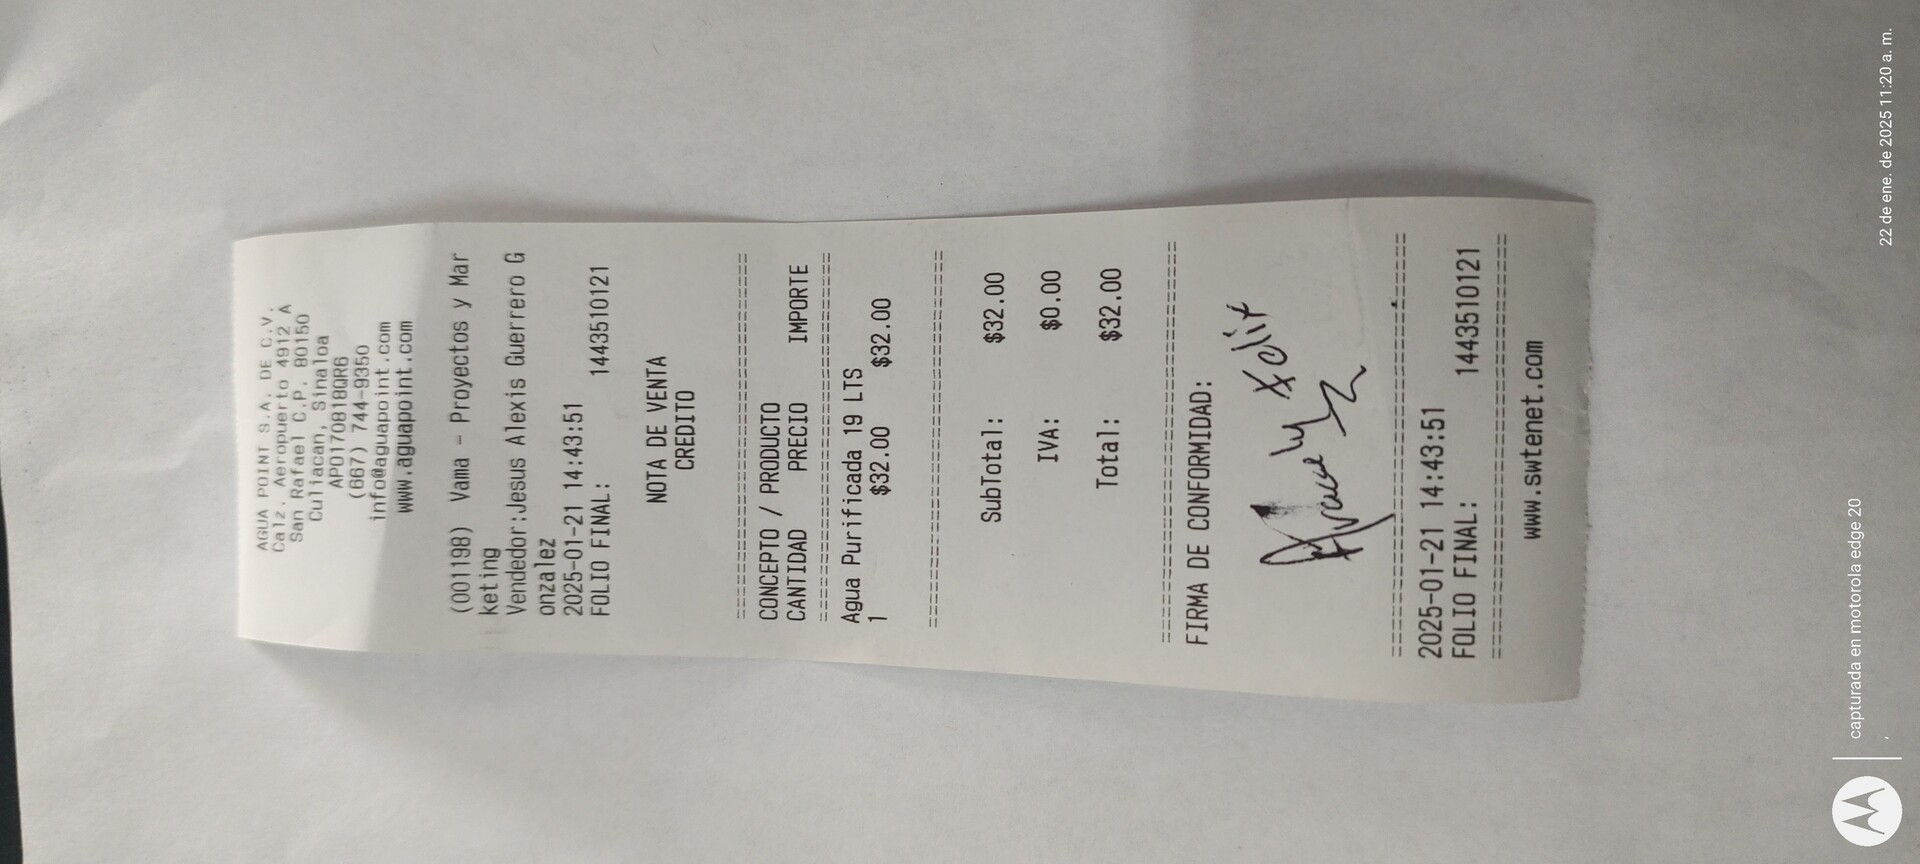 AGUA POINT S.A. DE C.V.
Calz. Aeropuerto 4912 A
San Rafael C.P. 80150
Culiacan, Sinaloa
APO170818QR6
(667) 744-9350
info@aguapoint.com
www.aguapoint.com
(001198) Vama - Proyectos y Mar
keting
Vendedor:Jesus Alexis Guerrero G
onzalez
2025-01-21 14:43:51
FOLIO FINAL: 1443510121
NOTA DE VENTA
CREDITO
================================
CONCEPTO / PRODUCTO
CANTIDAD PRECIO IMPORTE
================================
Agua Purificada 19 LTS
1 $32.00 $32.00
================================
SubTotal: $32.00
IVA: $0.00
Total: $32.00
================================
FIRMA DE CONFORMIDAD:
Aracely
================================
2025-01-21 14:43:51
FOLIO FINAL: 1443510121
================================
www.swtenet.com
capturada en motorola edge 20
,
22 de ene. de 2025 11:20 a. m.